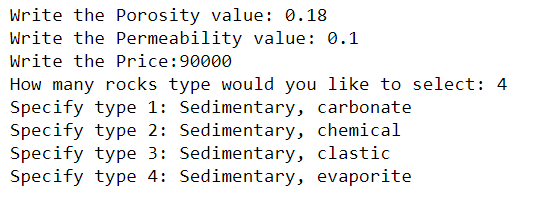 Write the Porosity value: 0.18
Write the Permeability value: 0.1
Write the Price:90000
How many rocks type would you like to select: 4
Specify type 1: Sedimentary, carbonate
Specify type 2: Sedimentary, chemical
Specify type 3: Sedimentary, clastic
Specify type 4: Sedimentary, evaporite